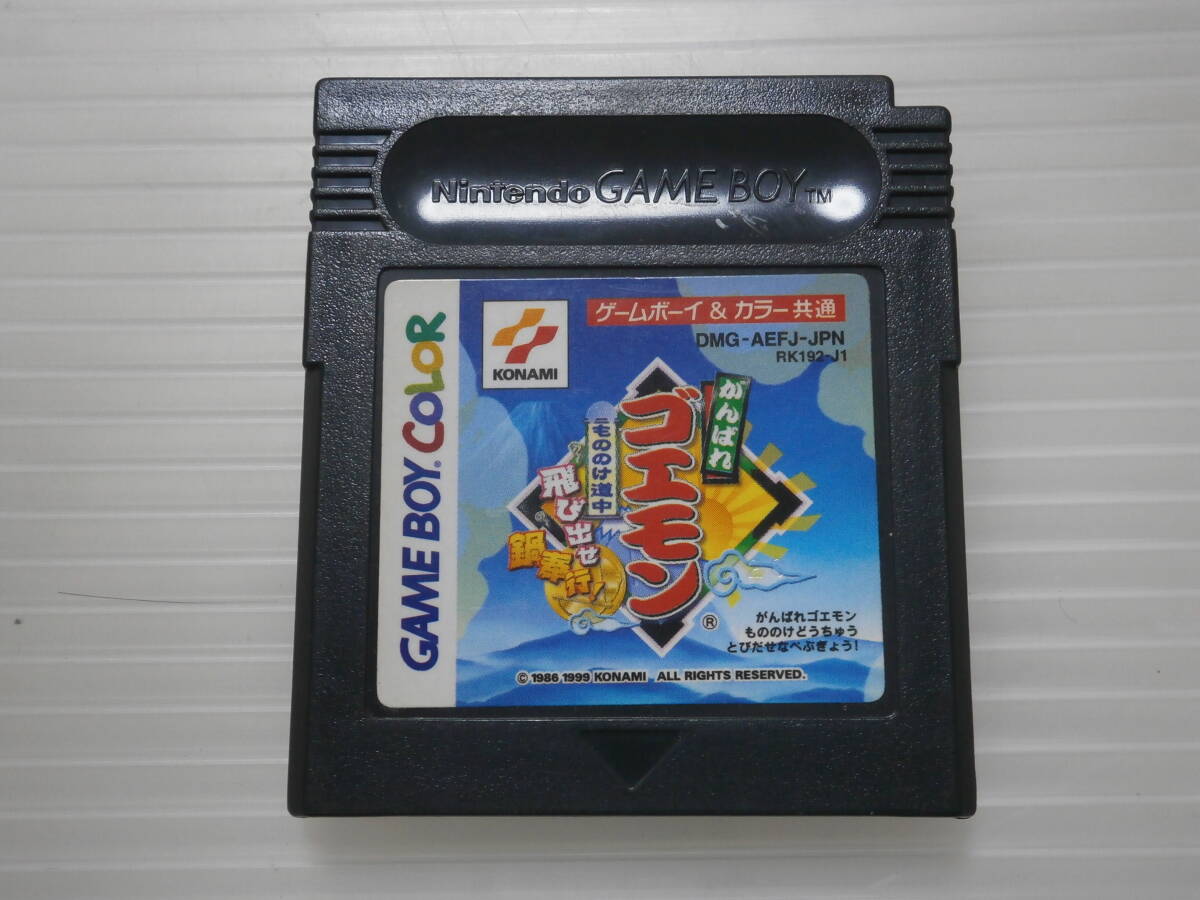 Nintendo GAME BOY TM
GAME BOY COLOR
KONAMI
ゲームボーイ & カラー共通
DMG-AEFJ-JPN
RK192-J1
がんばれ
ゴエモン
もののけ道中
飛び出せ
鍋奉行!
®
がんばれゴエモン
もののけどうちゅう
とびだせなべぶぎょう!
© 1986 1999 KONAMI ALL RIGHTS RESERVED.